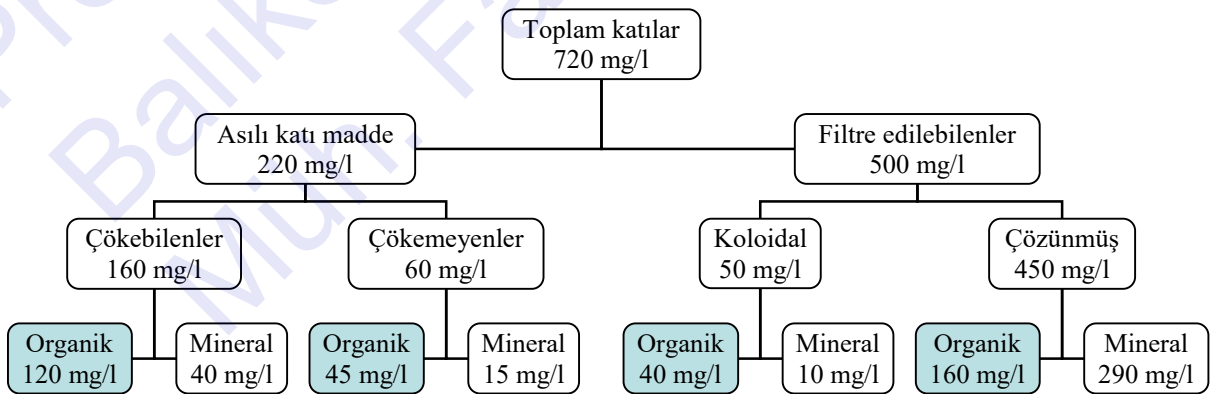 Toplam katılar
720 mg/l
Asılı katı madde
220 mg/l
Filtre edilebilenler
500 mg/l
Çökebilenler
160 mg/l
Çökemeyenler
60 mg/l
Koloidal
50 mg/l
Çözünmüş
450 mg/l
Organik
120 mg/l
Mineral
40 mg/l
Organik
45 mg/l
Mineral
15 mg/l
Organik
40 mg/l
Mineral
10 mg/l
Organik
160 mg/l
Mineral
290 mg/l